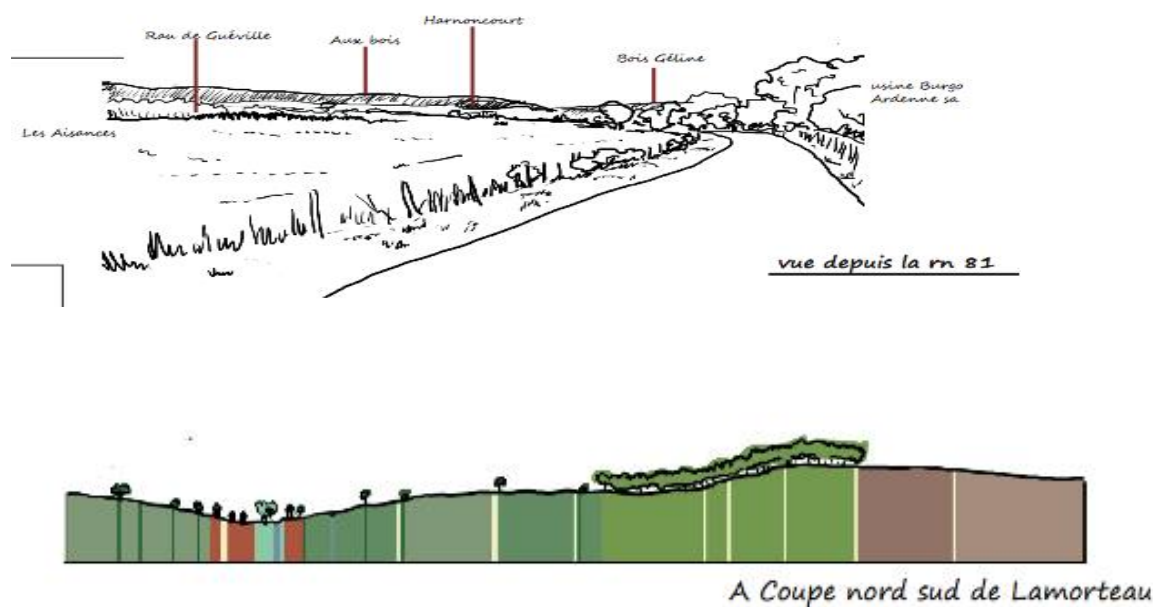 Harnoncourt
Rau de Guéville
Aux bois
Bois Géline
usine Burgo
Ardenne sa
Les Aisances
vue depuis la rn 81
A Coupe nord sud de Lamorteau